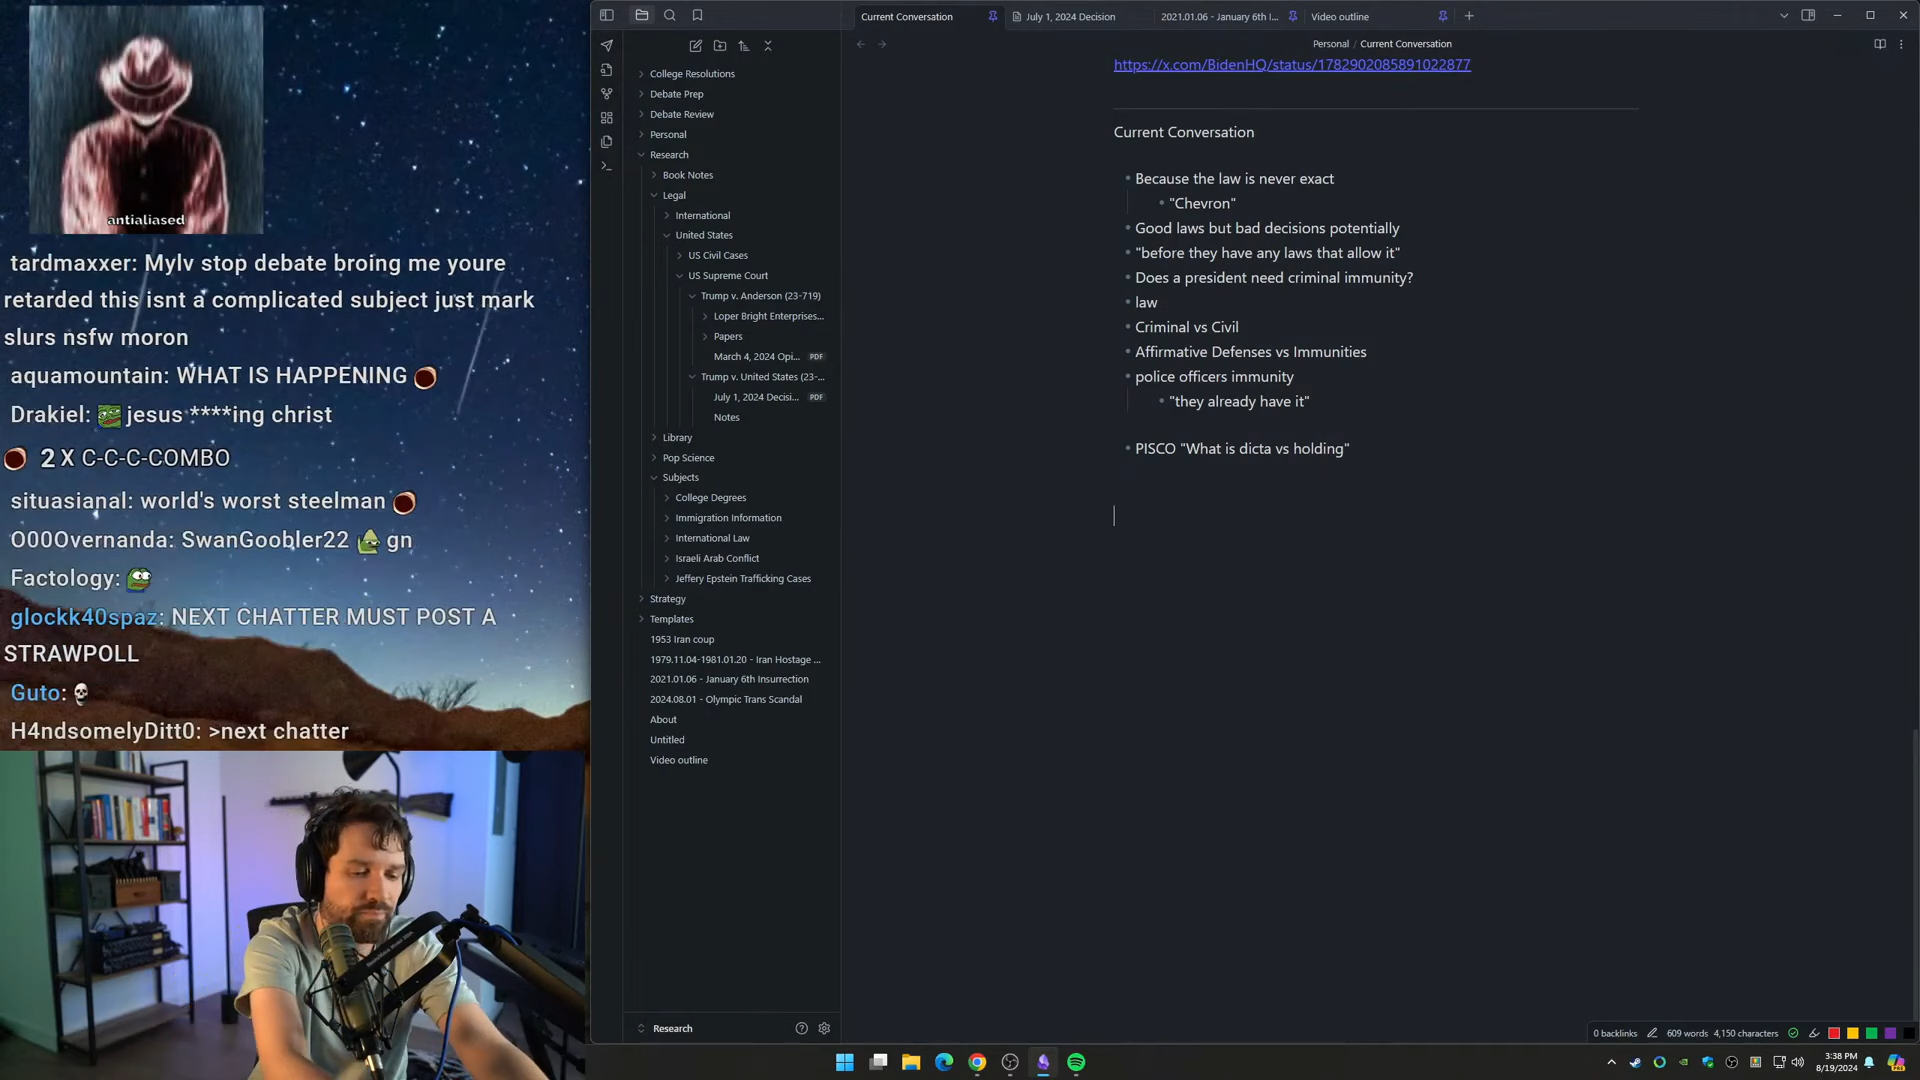 antialiased
tardmaxxer: Mylv stop debate broing me youre
retarded this isnt a complicated subject just mark
slurs nsfw moron
aquamountain: WHAT IS HAPPENING
Drakiel: jesus ****ing christ
2 X C-C-C-COMBO
situasianal: world's worst steelman
O00Overnanda: SwanGoobler22 gn
Factology:
glockk40spaz: NEXT CHATTER MUST POST A
STRAWPOLL
Guto:
H4ndsomelyDitt0: >next chatter
College Resolutions
Debate Prep
Debate Review
Personal
Research
Book Notes
Legal
International
United States
US Civil Cases
US Supreme Court
Trump v. Anderson (23-719)
Loper Bright Enterprises...
Papers
March 4, 2024 Opi... PDF
Trump v. United States (23-...
July 1, 2024 Decisi... PDF
Notes
Library
Pop Science
Subjects
College Degrees
Immigration Information
International Law
Israeli Arab Conflict
Jeffery Epstein Trafficking Cases
Strategy
Templates
1953 Iran coup
1979.11.04-1981.01.20 - Iran Hostage ...
2021.01.06 - January 6th Insurrection
2024.08.01 - Olympic Trans Scandal
About
Untitled
Video outline
Research
Current Conversation
July 1, 2024 Decision
2021.01.06 - January 6th I...
Video outline
Personal / Current Conversation
https://x.com/BidenHQ/status/1782902085891022877
Current Conversation
Because the law is never exact
"Chevron"
Good laws but bad decisions potentially
"before they have any laws that allow it"
Does a president need criminal immunity?
law
Criminal vs Civil
Affirmative Defenses vs Immunities
police officers immunity
"they already have it"
PISCO "What is dicta vs holding"
0 backlinks 609 words 4,150 characters
3:38 PM
8/19/2024